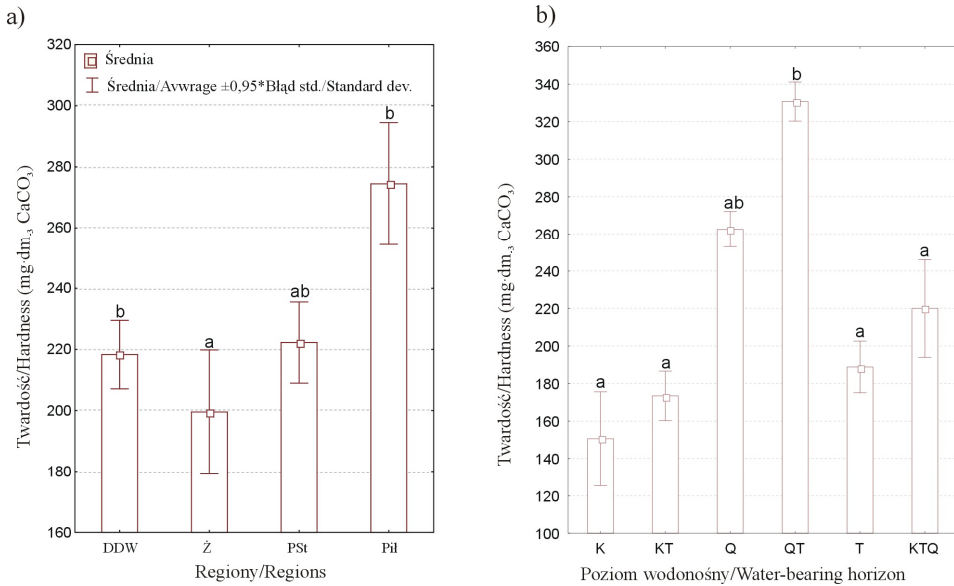 a)
320
300
280
260
240
220
200
180
160
Twardość/Hardness (mg·dm-3 CaCO3)
Średnia
Średnia/Avwrage ±0,95*Błąd std./Standard dev.
b
a
ab
b
DDW Ż PSt Pił
Regiony/Regions
b)
360
340
320
300
280
260
240
220
200
180
160
140
120
100
Twardość/Hardness (mg·dm-3 CaCO3)
a
a
ab
b
a
a
K KT Q QT T KTQ
Poziom wodonośny/Water-bearing horizon